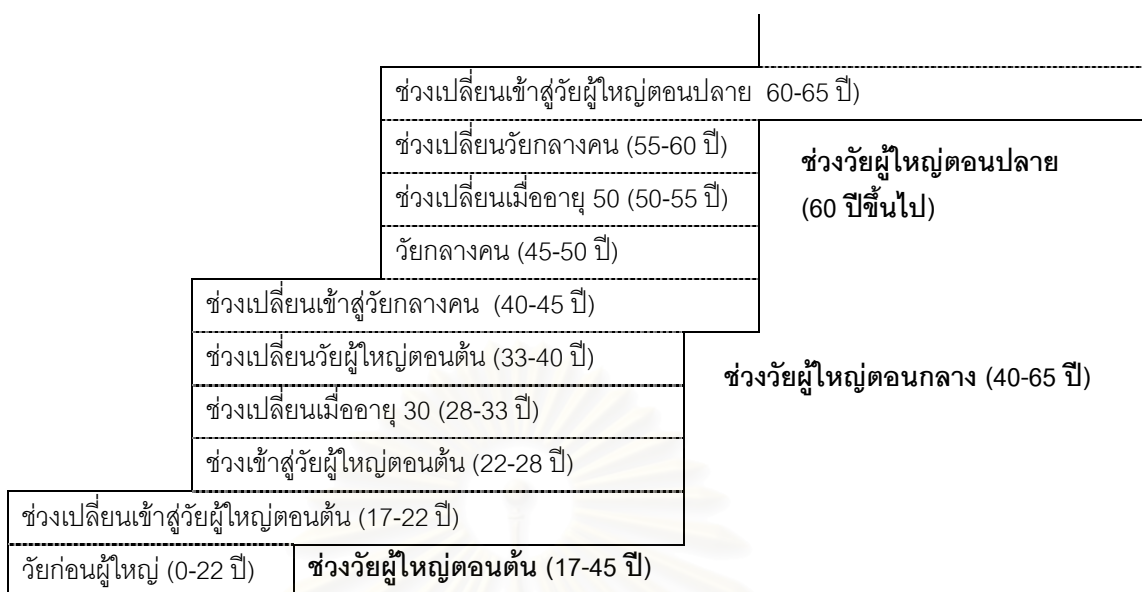 ช่วงเปลี่ยนเข้าสู่วัยผู้ใหญ่ตอนปลาย 60-65 ปี)
ช่วงเปลี่ยนวัยกลางคน (55-60 ปี)
ช่วงวัยผู้ใหญ่ตอนปลาย
(60 ปีขึ้นไป)
ช่วงเปลี่ยนเมื่ออายุ 50 (50-55 ปี)
วัยกลางคน (45-50 ปี)
ช่วงเปลี่ยนเข้าสู่วัยกลางคน (40-45 ปี)
ช่วงเปลี่ยนวัยผู้ใหญ่ตอนต้น (33-40 ปี)
ช่วงวัยผู้ใหญ่ตอนกลาง (40-65 ปี)
ช่วงเปลี่ยนเมื่ออายุ 30 (28-33 ปี)
ช่วงเข้าสู่วัยผู้ใหญ่ตอนต้น (22-28 ปี)
ช่วงเปลี่ยนเข้าสู่วัยผู้ใหญ่ตอนต้น (17-22 ปี)
วัยก่อนผู้ใหญ่ (0-22 ปี)
ช่วงวัยผู้ใหญ่ตอนต้น (17-45 ปี)